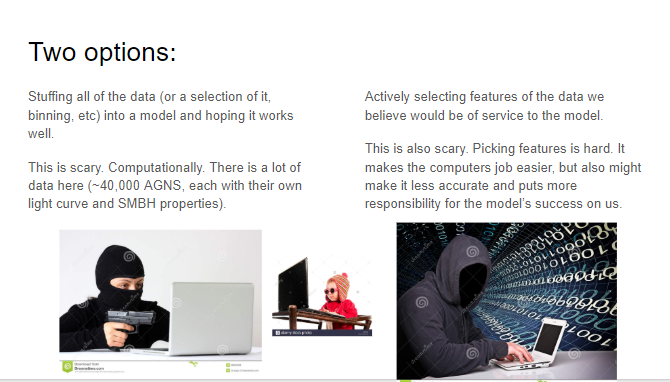 Two options:
Stuffing all of the data (or a selection of it,
binning, etc) into a model and hoping it works
well.
This is scary. Computationally. There is a lot of
data here (~40,000 AGNS, each with their own
light curve and SMBH properties).
Actively selecting features of the data we
believe would be of service to the model.
This is also scary. Picking features is hard. It
makes the computers job easier, but also might
make it less accurate and puts more
responsibility for the model's success on us.